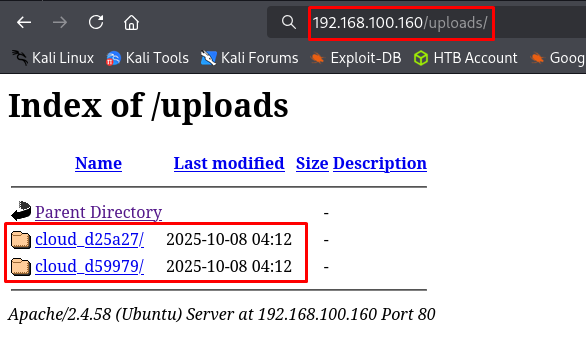 192.168.100.160/uploads/
Kali Linux Kali Tools Kali Forums Exploit-DB HTB Account Goog
Index of /uploads
Name Last modified Size Description
Parent Directory -
cloud_d25a27/ 2025-10-08 04:12 -
cloud_d59979/ 2025-10-08 04:12 -
Apache/2.4.58 (Ubuntu) Server at 192.168.100.160 Port 80